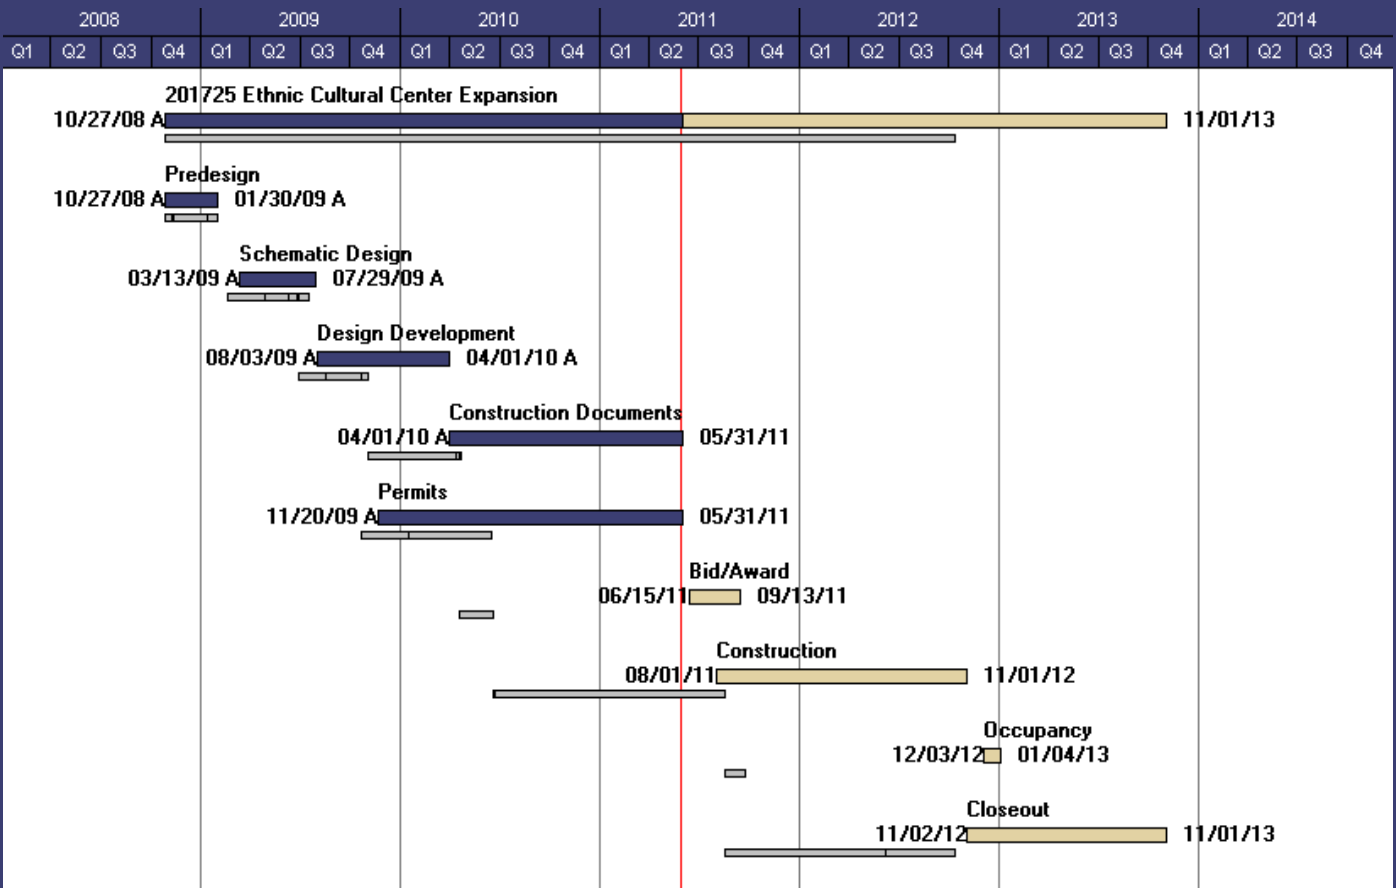 2008 2009 2010 2011 2012 2013 2014
Q1 Q2 Q3 Q4 Q1 Q2 Q3 Q4 Q1 Q2 Q3 Q4 Q1 Q2 Q3 Q4 Q1 Q2 Q3 Q4 Q1 Q2 Q3 Q4 Q1 Q2 Q3 Q4
201725 Ethnic Cultural Center Expansion
10/27/08 A 11/01/13
Predesign
10/27/08 A 01/30/09 A
Schematic Design
03/13/09 A 07/29/09 A
Design Development
08/03/09 A 04/01/10 A
Construction Documents
04/01/10 A 05/31/11
Permits
11/20/09 A 05/31/11
Bid/Award
06/15/11 09/13/11
Construction
08/01/11 11/01/12
Occupancy
12/03/12 01/04/13
Closeout
11/02/12 11/01/13